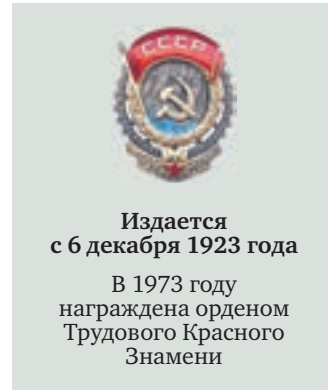 СССР
Издается
с 6 декабря 1923 года
В 1973 году
награждена орденом
Трудового Красного
Знамени